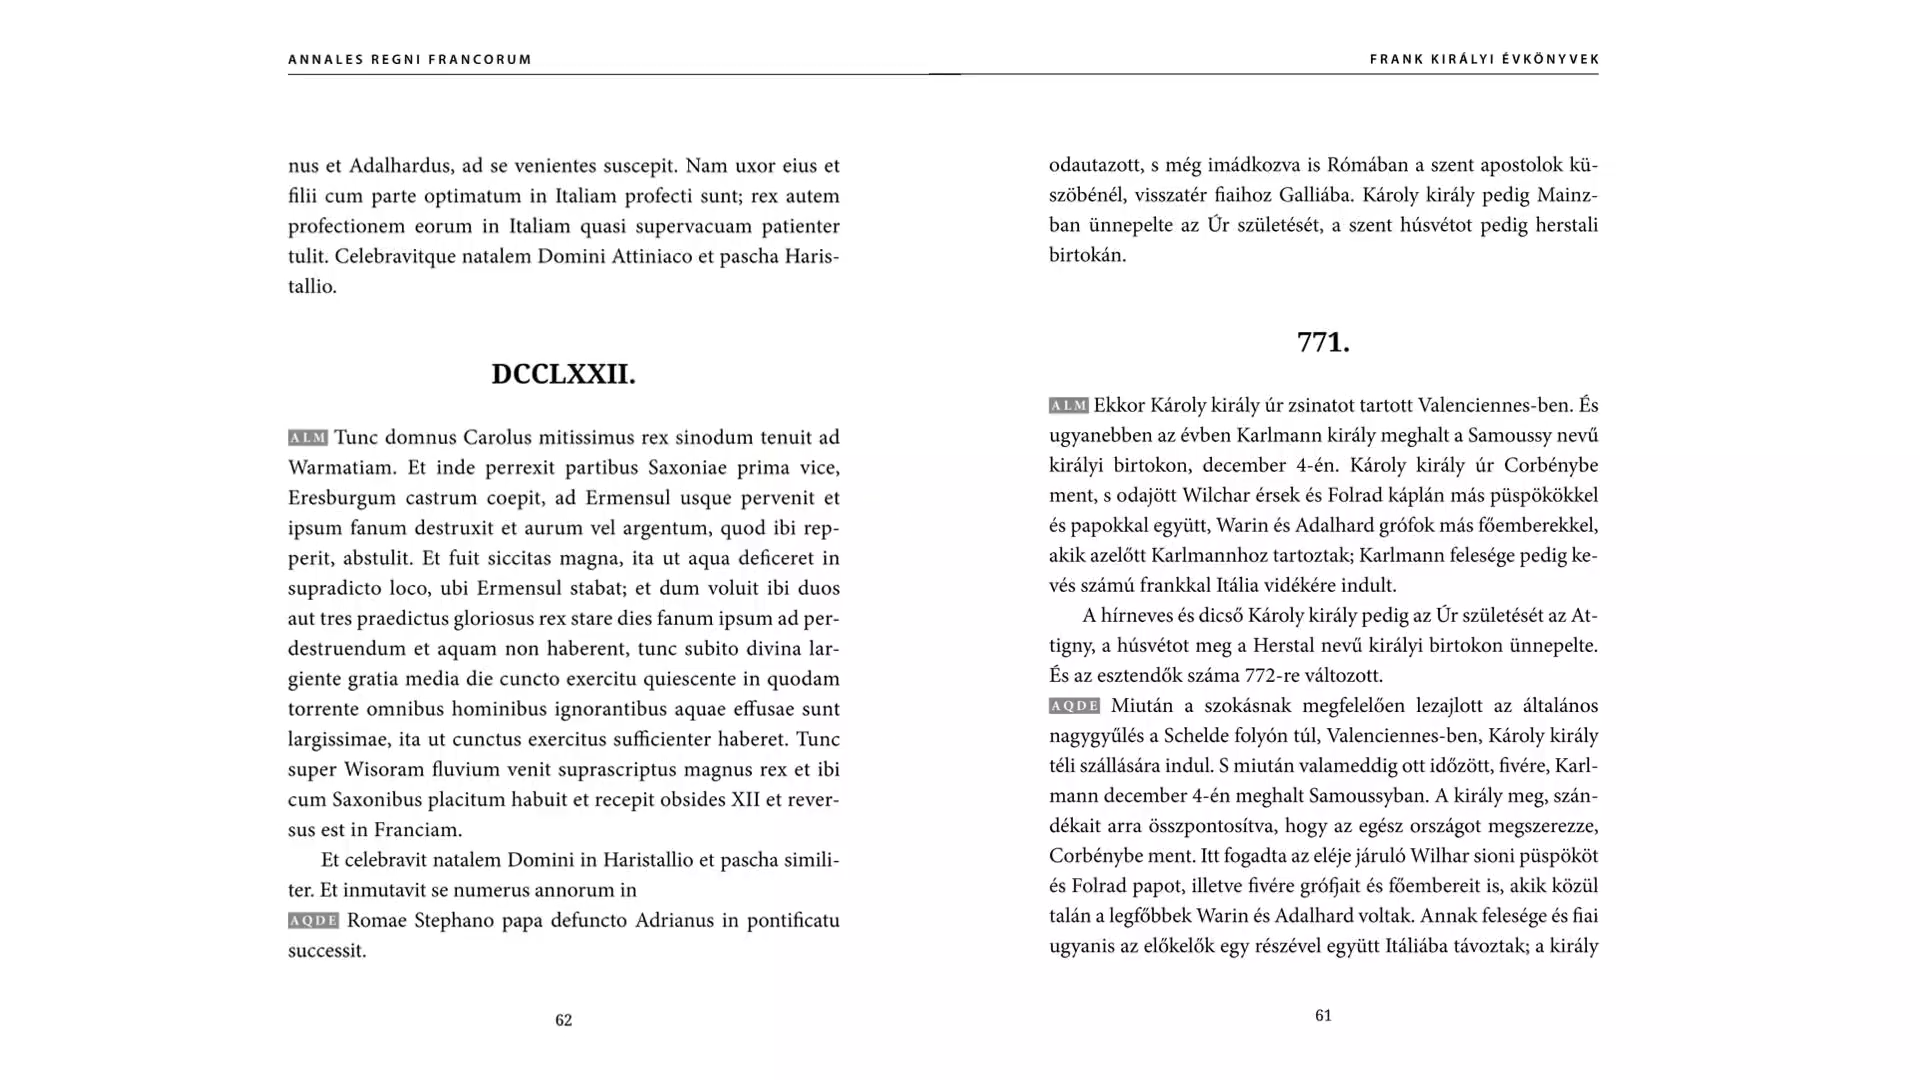 ANNALES REGNI FRANCORUM
nus et Adalhardus, ad se venientes suscepit. Nam uxor eius et
filii cum parte optimatum in Italiam profecti sunt; rex autem
profectionem eorum in Italiam quasi supervacuam patienter
tulit. Celebravitque natalem Domini Attiniaco et pascha Haris-
tallio.
DCCLXXII.
ALM Tunc domnus Carolus mitissimus rex sinodum tenuit ad
Warmatiam. Et inde perrexit partibus Saxoniae prima vice,
Eresburgum castrum coepit, ad Ermensul usque pervenit et
ipsum fanum destruxit et aurum vel argentum, quod ibi rep-
perit, abstulit. Et fuit siccitas magna, ita ut aqua deficeret in
supradicto loco, ubi Ermensul stabat; et dum voluit ibi duos
aut tres praedictus gloriosus rex stare dies fanum ipsum ad per-
destruendum et aquam non haberent, tunc subito divina lar-
giente gratia media die cuncto exercitu quiescente in quodam
torrente omnibus hominibus ignorantibus aquae effusae sunt
largissimae, ita ut cunctus exercitus sufficienter haberet. Tunc
super Wisoram fluvium venit suprascriptus magnus rex et ibi
cum Saxonibus placitum habuit et recepit obsides XII et rever-
sus est in Franciam.
Et celebravit natalem Domini in Haristallio et pascha simili-
ter. Et inmutavit se numerus annorum in
AQDE Romae Stephano papa defuncto Adrianus in pontificatu
successit.
62
FRANK KIRÁLYI ÉVKÖNYVEK
odautazott, s még imádkozva is Rómában a szent apostolok kü-
szöbénél, visszatér fiaihoz Galliába. Károly király pedig Mainz-
ban ünnepelte az Úr születését, a szent húsvétot pedig herstali
birtokán.
771.
ALM Ekkor Károly király úr zsinatot tartott Valenciennes-ben. És
ugyanebben az évben Karlmann király meghalt a Samoussy nevű
királyi birtokon, december 4-én. Károly király úr Corbénybe
ment, s odajött Wilchar érsek és Folrad káplán más püspökökkel
és papokkal együtt, Warin és Adalhard grófok más főemberekkel,
akik azelőtt Karlmannhoz tartoztak; Karlmann felesége pedig ke-
vés számú frankkal Itália vidékére indult.
A hírneves és dicső Károly király pedig az Úr születését az At-
tigny, a húsvétot meg a Herstal nevű királyi birtokon ünnepelte.
És az esztendők száma 772-re változott.
AQDE Miután a szokásnak megfelelően lezajlott az általános
nagygyűlés a Schelde folyón túl, Valenciennes-ben, Károly király
téli szállására indul. S miután valameddig ott időzött, fivére, Karl-
mann december 4-én meghalt Samoussyban. A király meg, szán-
dékait arra összpontosítva, hogy az egész országot megszerezze,
Corbénybe ment. Itt fogadta az eléje járuló Wilhar sioni püspököt
és Folrad papot, illetve fivére grófjait és főembereit is, akik közül
talán a legfőbbek Warin és Adalhard voltak. Annak felesége és fiai
ugyanis az előkelők egy részével együtt Itáliába távoztak; a király
61